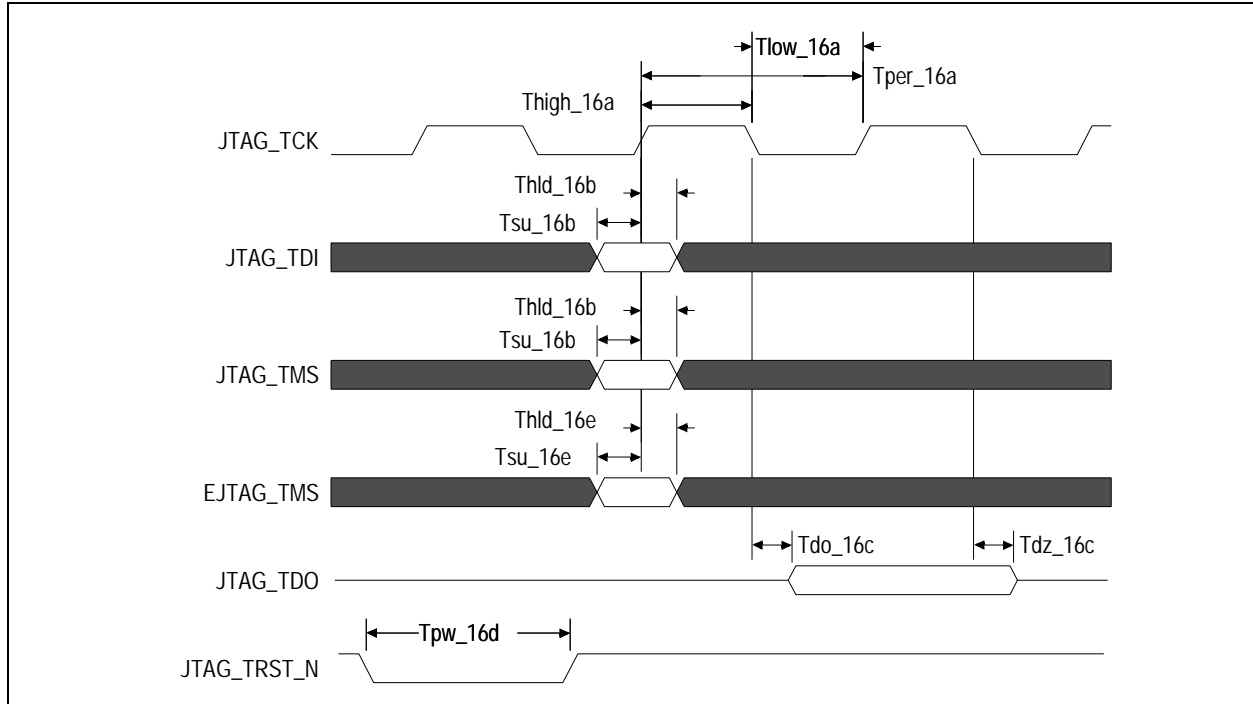 Tlow_16a
Tper_16a
Thigh_16a
JTAG_TCK
Thld_16b
Tsu_16b
JTAG_TDI
Thld_16b
Tsu_16b
JTAG_TMS
Thld_16e
Tsu_16e
EJTAG_TMS
Tdo_16c
Tdz_16c
JTAG_TDO
Tpw_16d
JTAG_TRST_N